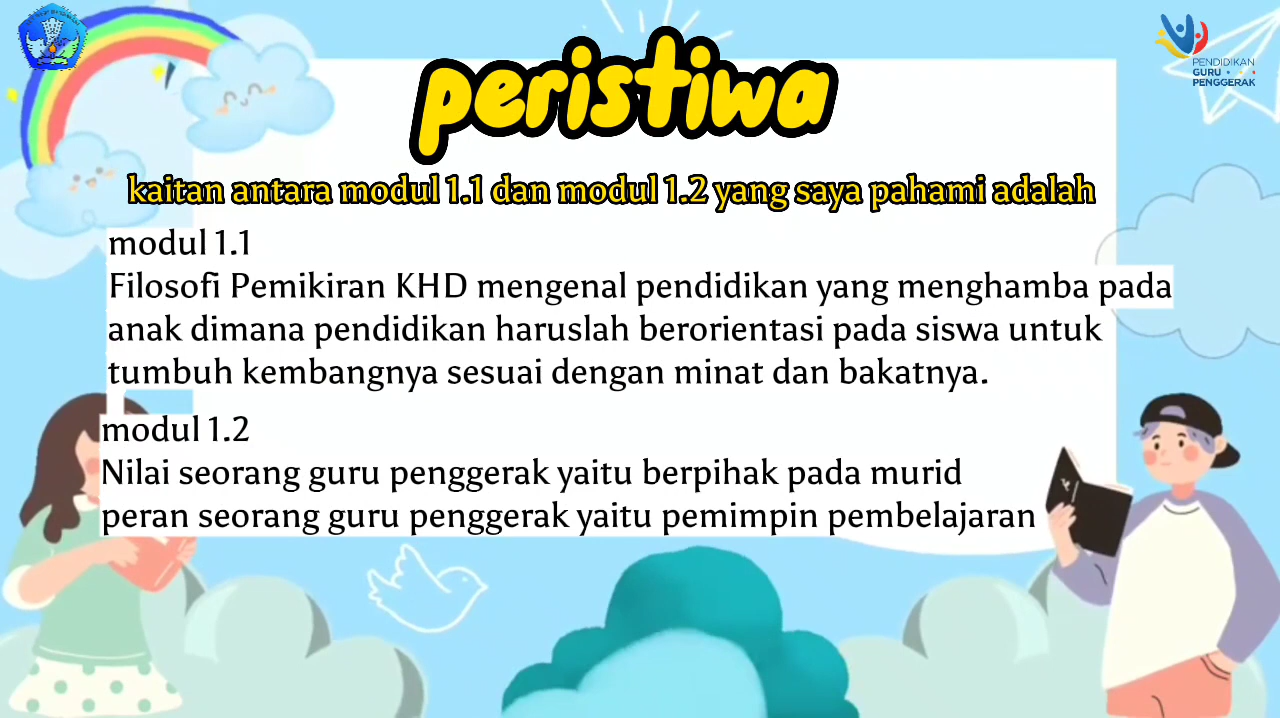 PENDIDIKAN
GURU
PENGGERAK
peristiwa
kaitan antara modul 1.1 dan modul 1.2 yang saya pahami adalah
modul 1.1
Filosofi Pemikiran KHD mengenal pendidikan yang menghamba pada
anak dimana pendidikan haruslah berorientasi pada siswa untuk
tumbuh kembangnya sesuai dengan minat dan bakatnya.
modul 1.2
Nilai seorang guru penggerak yaitu berpihak pada murid
peran seorang guru penggerak yaitu pemimpin pembelajaran